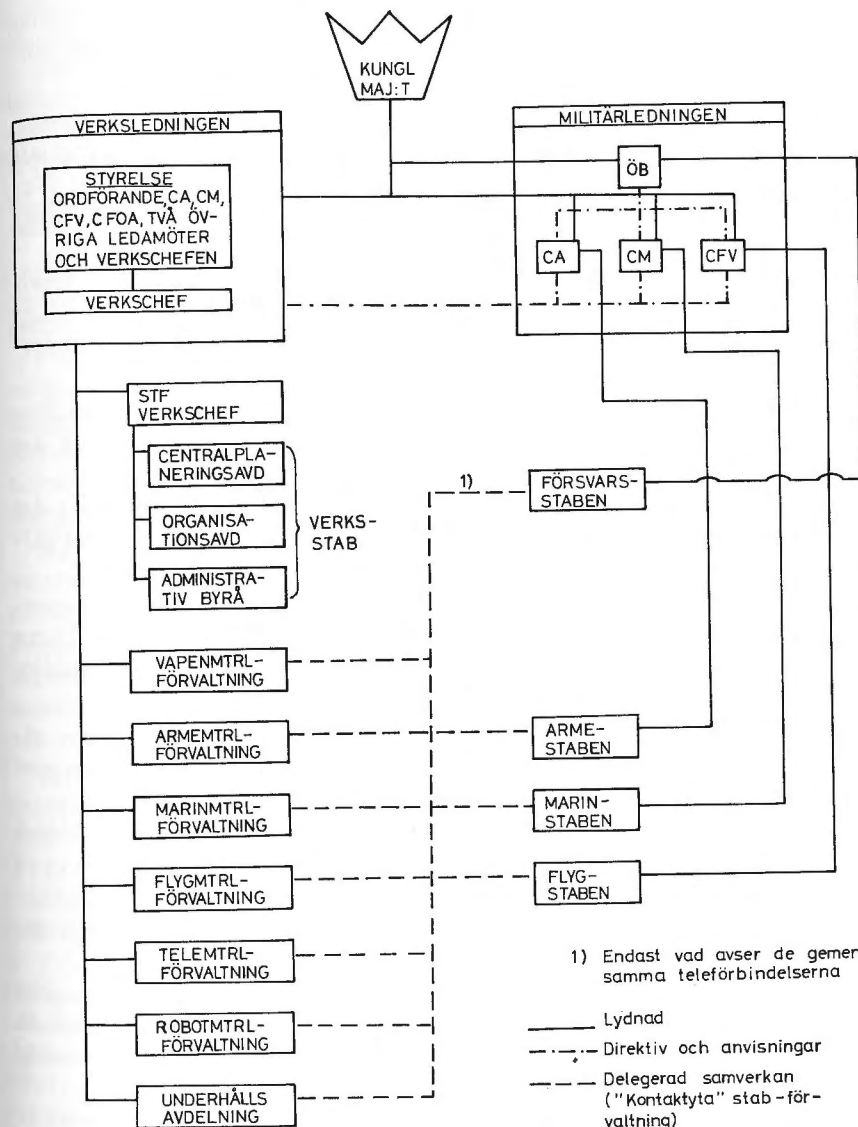 KUNGL
MAJ:T
VERKSLEDNINGEN
STYRELSE
ORDFÖRANDE, CA, CM,
CFV, CFOA, TVÅ ÖV-
RIGA LEDAMÖTER
OCH VERKSCHEFEN
VERKSCHEF
MILITÄRLEDNINGEN
ÖB
CA
CM
CFV
STF
VERKSCHEF
CENTRALPLA-
NERINGSAVD
ORGANISA-
TIONSAVD
ADMINISTRA-
TIV BYRÅ
VERKS-
STAB
1)
FÖRSVARS-
STABEN
VAPENMTRL-
FÖRVALTNING
ARMEMTRL-
FÖRVALTNING
ARME-
STABEN
MARINMTRL-
FÖRVALTNING
MARIN-
STABEN
FLYGMTRL-
FÖRVALTNING
FLYG-
STABEN
TELEMTRL-
FÖRVALTNING
ROBOTMTRL-
FÖRVALTNING
UNDERHÅLLS
AVDELNING
1) Endast vad avser de gemen
samma teleförbindelserna
Lydnad
Direktiv och anvisningar
Delegerad samverkan
("Kontaktyta" stab-för-
valtning)